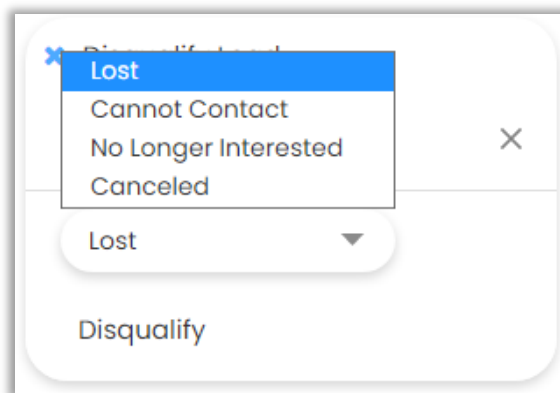 Lost
Cannot Contact
No Longer Interested
Canceled
Lost
Disqualify